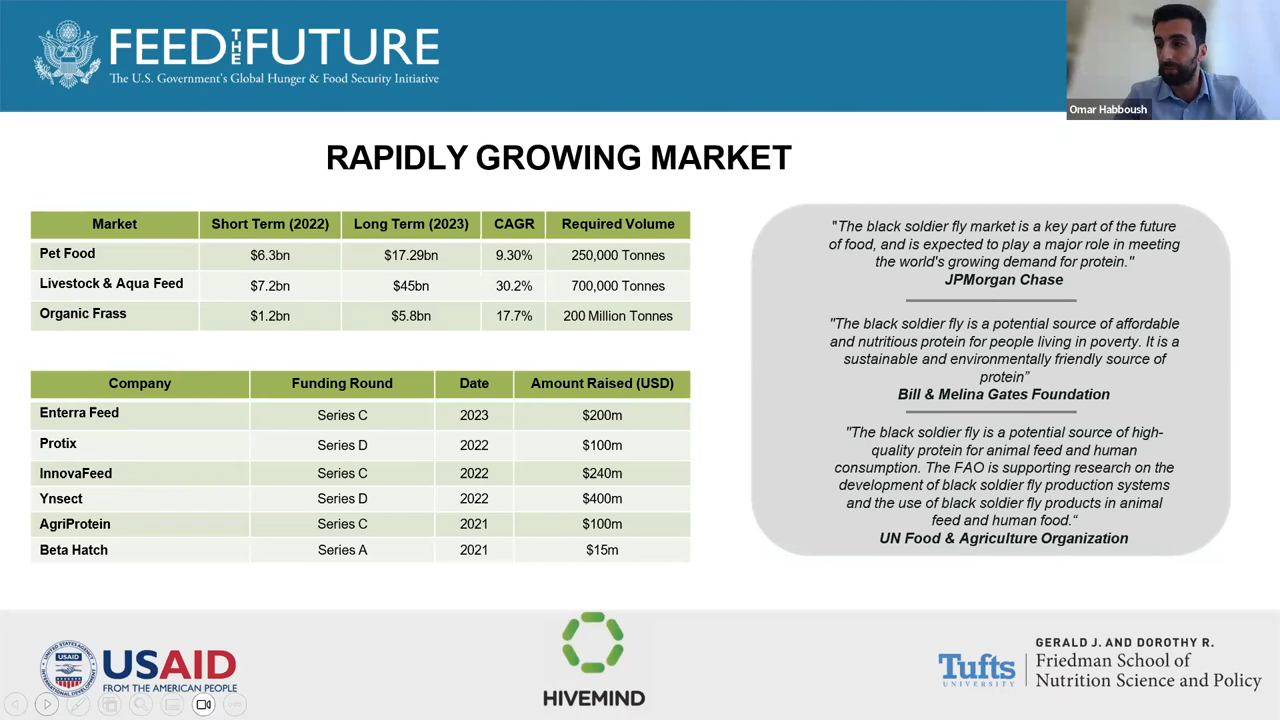 FEED THE FUTURE
The U.S. Government's Global Hunger & Food Security Initiative
Omar Habboush
RAPIDLY GROWING MARKET
Market Short Term (2022) Long Term (2023) CAGR Required Volume
Pet Food $6.3bn $17.29bn 9.30% 250,000 Tonnes
Livestock & Aqua Feed $7.2bn $45bn 30.2% 700,000 Tonnes
Organic Frass $1.2bn $5.8bn 17.7% 200 Million Tonnes
Company Funding Round Date Amount Raised (USD)
Enterra Feed Series C 2023 $200m
Protix Series D 2022 $100m
InnovaFeed Series C 2022 $240m
Ynsect Series D 2022 $400m
AgriProtein Series C 2021 $100m
Beta Hatch Series A 2021 $15m
"The black soldier fly market is a key part of the future
of food, and is expected to play a major role in meeting
the world's growing demand for protein."
JPMorgan Chase
"The black soldier fly is a potential source of affordable
and nutritious protein for people living in poverty. It is a
sustainable and environmentally friendly source of
protein”
Bill & Melina Gates Foundation
"The black soldier fly is a potential source of high-
quality protein for animal feed and human
consumption. The FAO is supporting research on the
development of black soldier fly production systems
and the use of black soldier fly products in animal
feed and human food.“
UN Food & Agriculture Organization
USAID
FROM THE AMERICAN PEOPLE
HIVEMIND
Tufts
UNIVERSITY
GERALD J. AND DOROTHY R.
Friedman School of
Nutrition Science and Policy